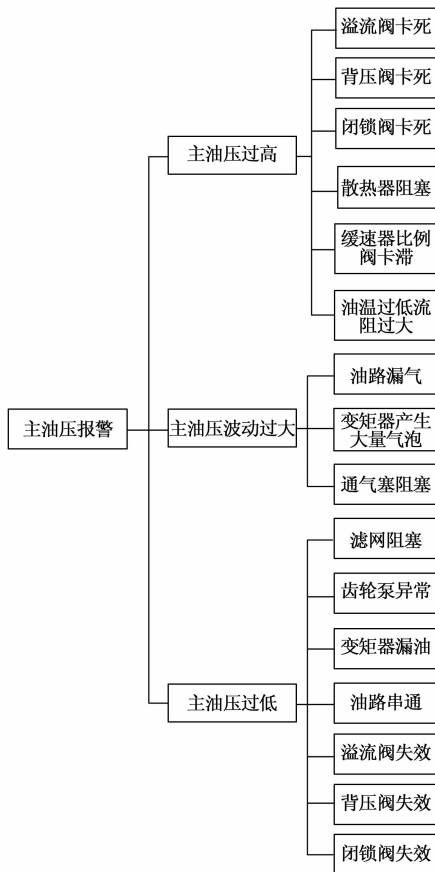 主油压报警
主油压过高
溢流阀卡死
背压阀卡死
闭锁阀卡死
散热器阻塞
缓速器比例
阀卡滞
油温过低流
阻过大
主油压波动过大
油路漏气
变矩器产生
大量气泡
通气塞阻塞
主油压过低
滤网阻塞
齿轮泵异常
变矩器漏油
油路串通
溢流阀失效
背压阀失效
闭锁阀失效